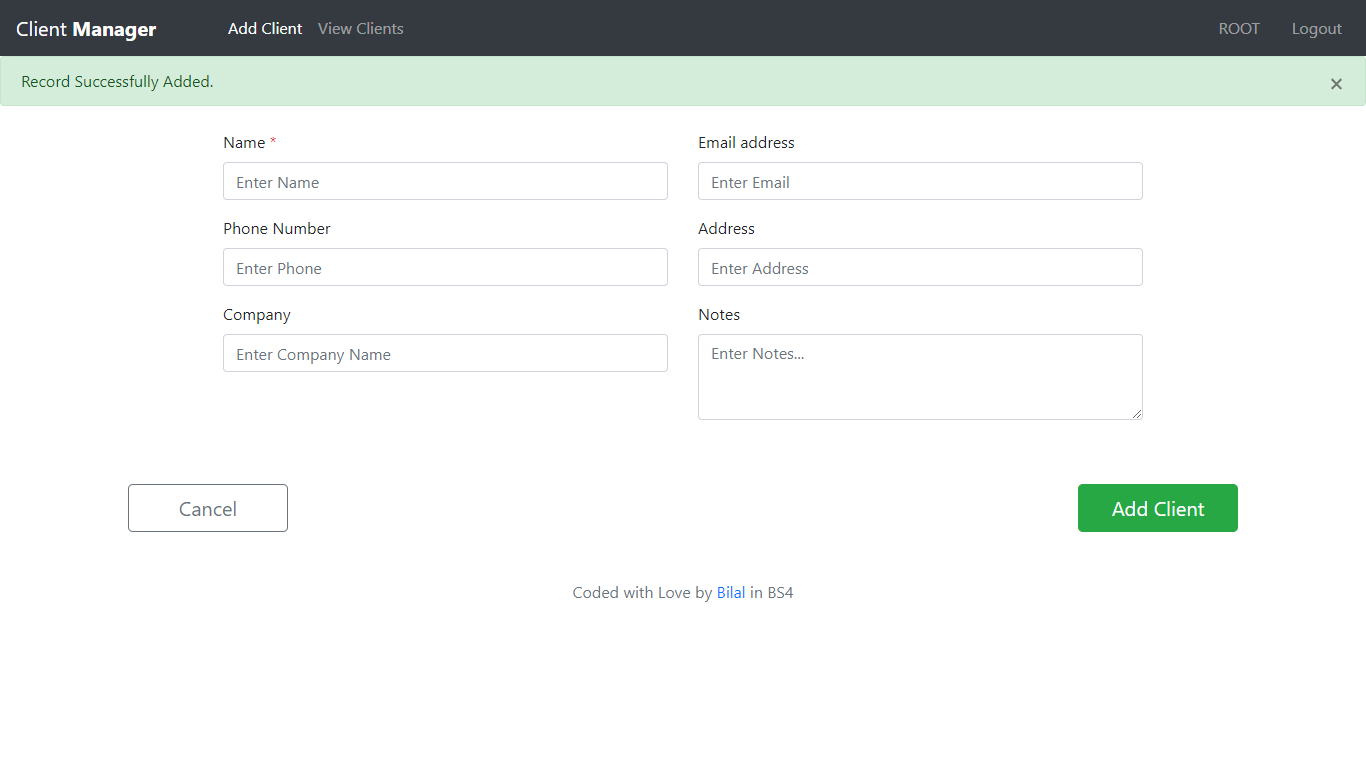 Client Manager Add Client View Clients ROOT Logout
Record Successfully Added. ×
Name * Email address
Enter Name Enter Email
Phone Number Address
Enter Phone Enter Address
Company Notes
Enter Company Name Enter Notes...
Cancel Add Client
Coded with Love by Bilal in BS4